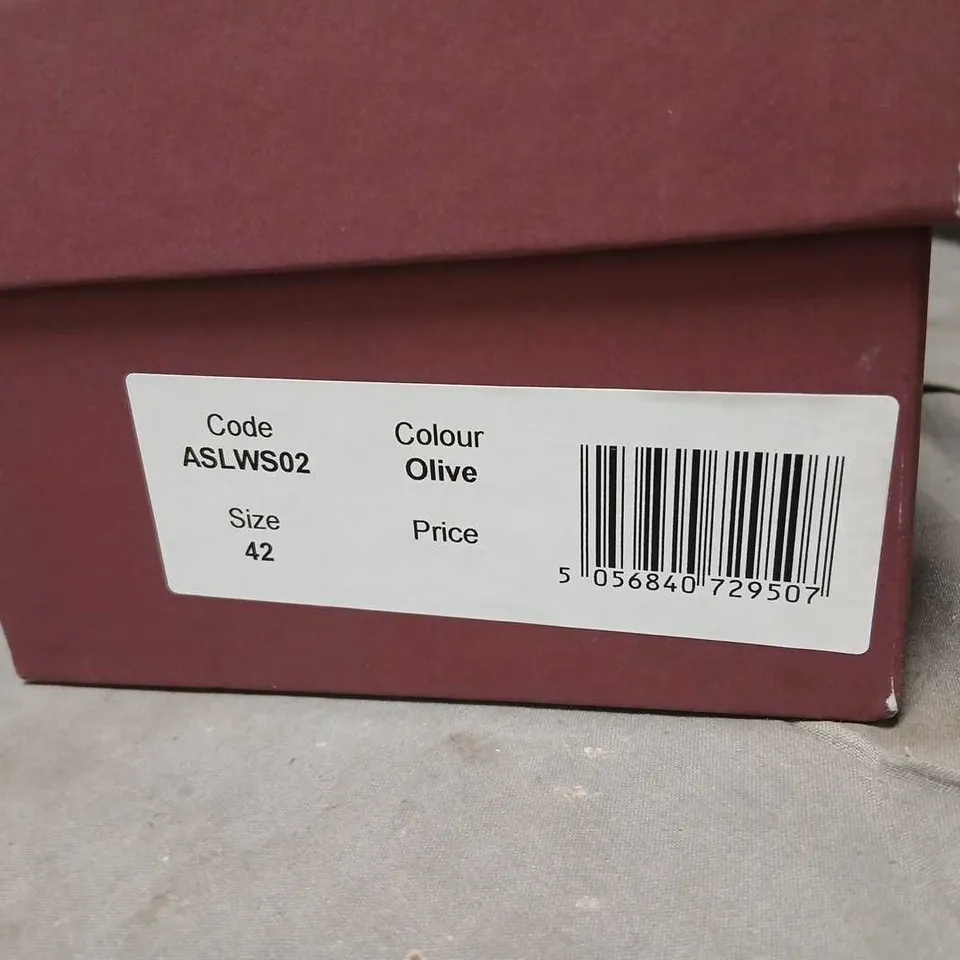 Code
ASLWS02
Colour
Olive
Size
42
Price
5 056840 729507